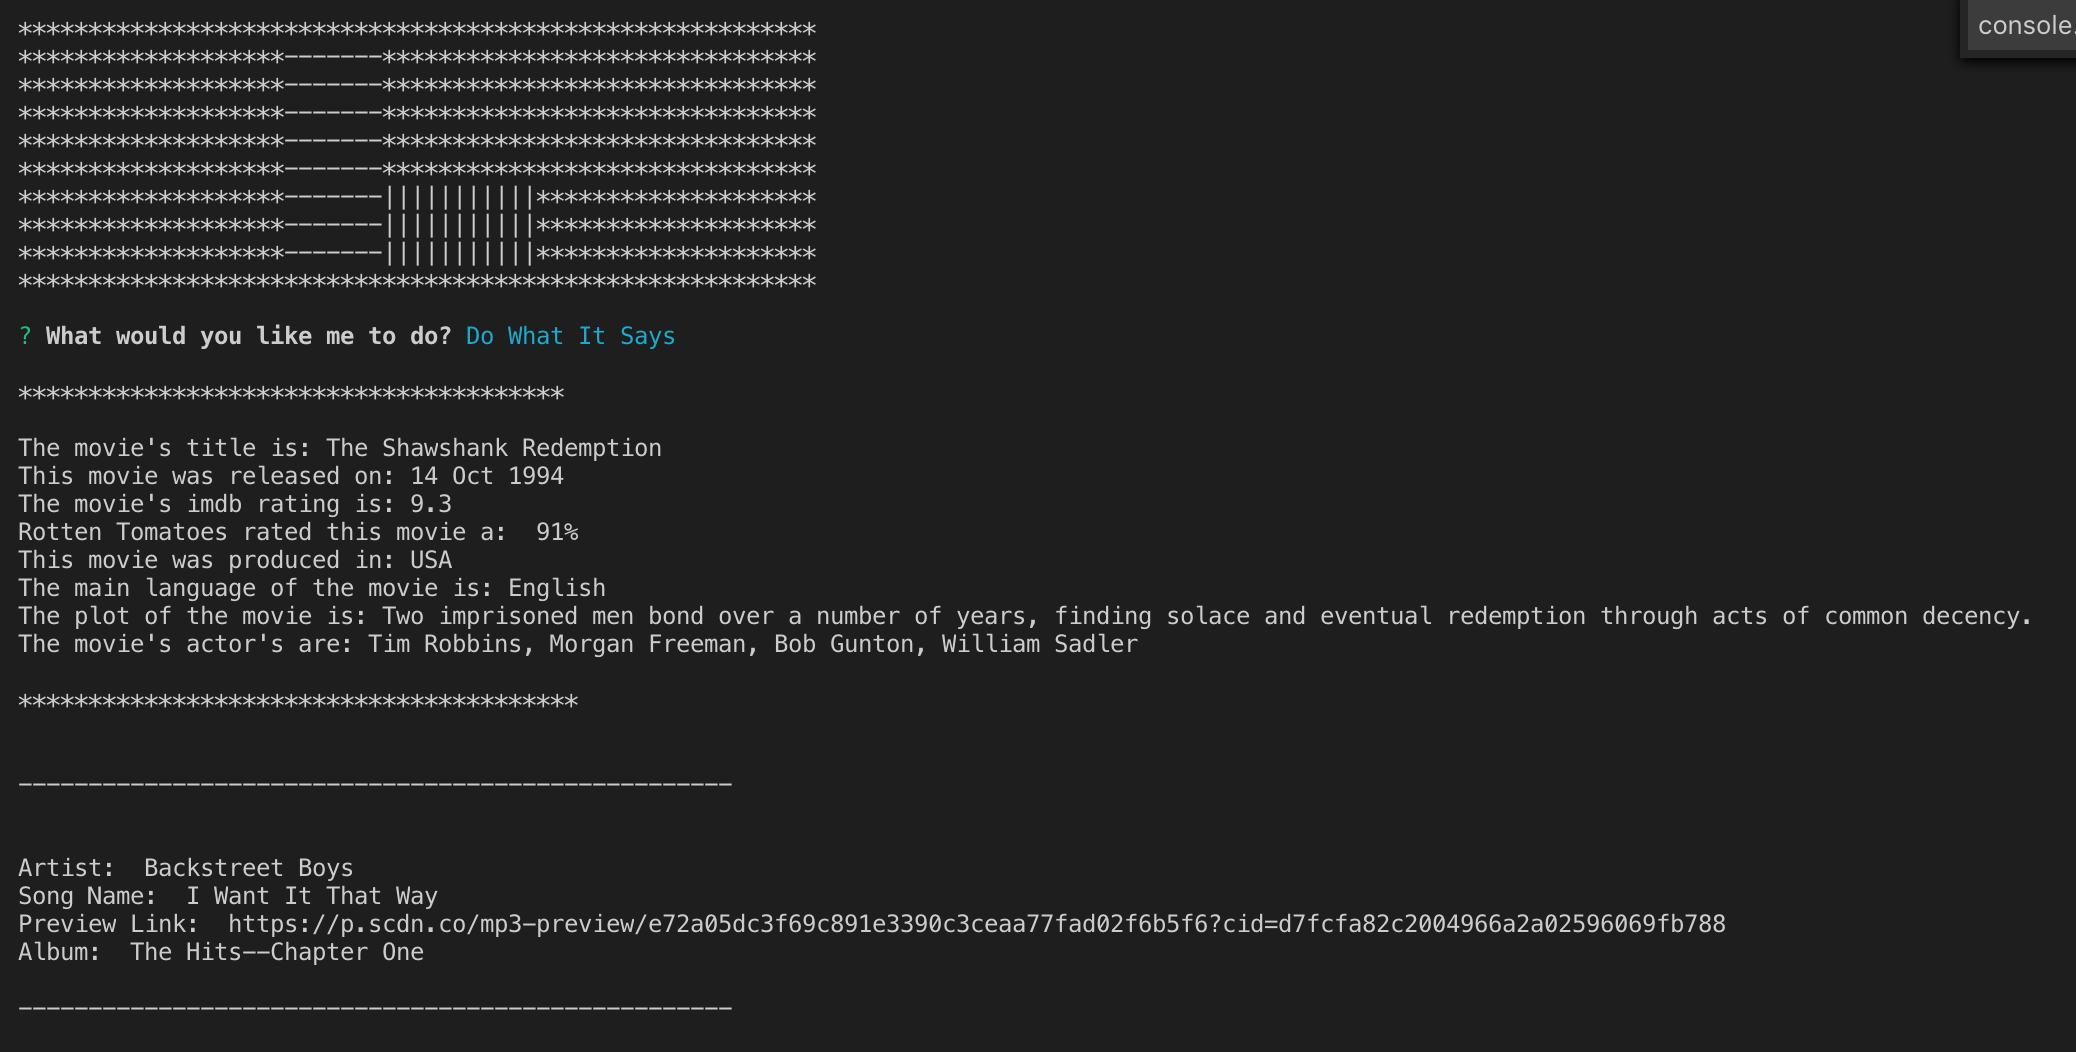 *********************************************************
*******************-------*******************************
*******************-------*******************************
*******************-------*******************************
*******************-------*******************************
*******************-------*******************************
*******************-------|||||||||||********************
*******************-------|||||||||||********************
*******************-------|||||||||||********************
*********************************************************
console.
? What would you like me to do? Do What It Says
***************************************
The movie's title is: The Shawshank Redemption
This movie was released on: 14 Oct 1994
The movie's imdb rating is: 9.3
Rotten Tomatoes rated this movie a:  91%
This movie was produced in: USA
The main language of the movie is: English
The plot of the movie is: Two imprisoned men bond over a number of years, finding solace and eventual redemption through acts of common decency.
The movie's actor's are: Tim Robbins, Morgan Freeman, Bob Gunton, William Sadler
****************************************
---------------------------------------------------
Artist:  Backstreet Boys
Song Name:  I Want It That Way
Preview Link:  https://p.scdn.co/mp3-preview/e72a05dc3f69c891e3390c3ceaa77fad02f6b5f6?cid=d7fcfa82c2004966a2a02596069fb788
Album:  The Hits--Chapter One
---------------------------------------------------